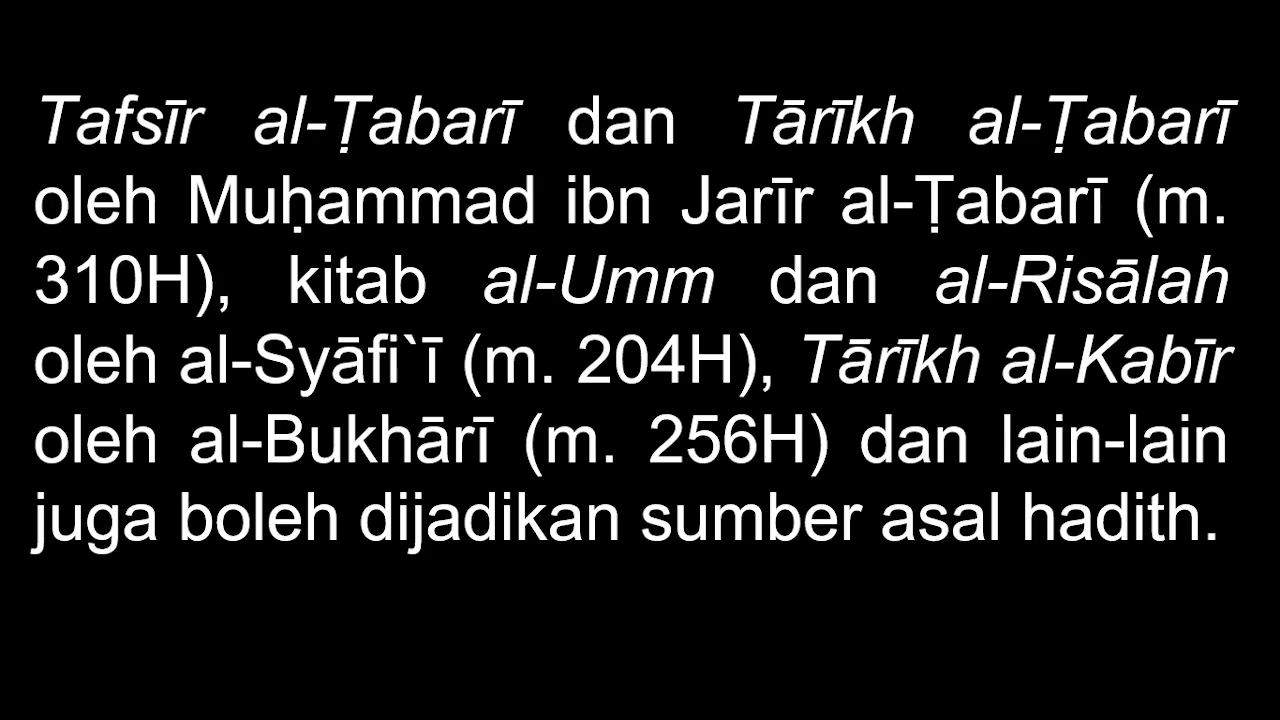 Tafsīr al-Ṭabarī dan Tārīkh al-Ṭabarī
oleh Muḥammad ibn Jarīr al-Ṭabarī (m.
310H), kitab al-Umm dan al-Risālah
oleh al-Syāfi`ī (m. 204H), Tārīkh al-Kabīr
oleh al-Bukhārī (m. 256H) dan lain-lain
juga boleh dijadikan sumber asal hadith.